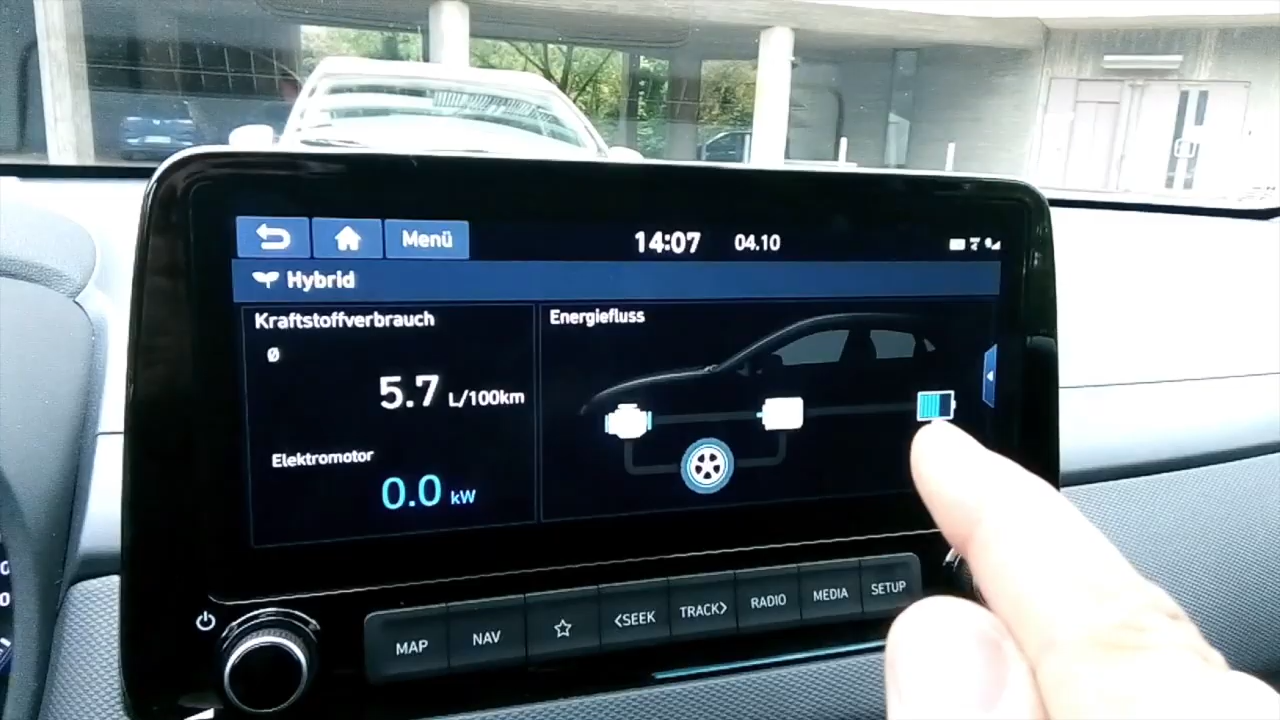 Menü
14:07
04.10
Hybrid
Kraftstoffverbrauch
Ø
5.7 L/100km
Elektromotor
0.0 kW
Energiefluss
MAP
NAV
<SEEK
TRACK>
RADIO
MEDIA
SETUP